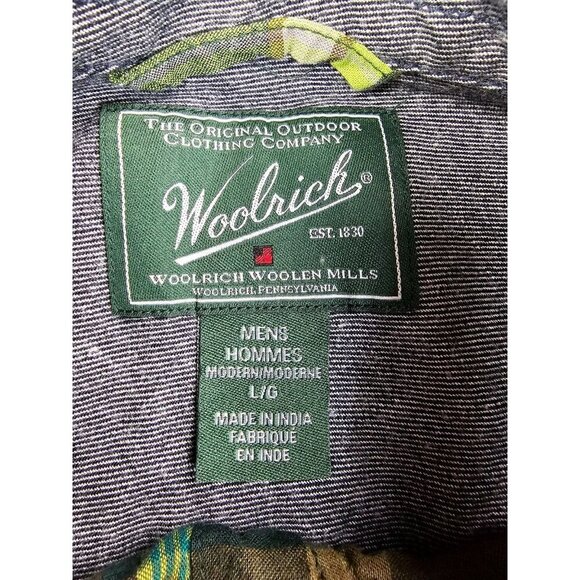 THE ORIGINAL OUTDOOR
CLOTHING COMPANY
Woolrich®
EST. 1830
WOOLRICH WOOLEN MILLS
WOOLRICH, PENNSYLVANIA
MENS
HOMMES
MODERN/MODERNE
L/G
MADE IN INDIA
FABRIQUE
EN INDE